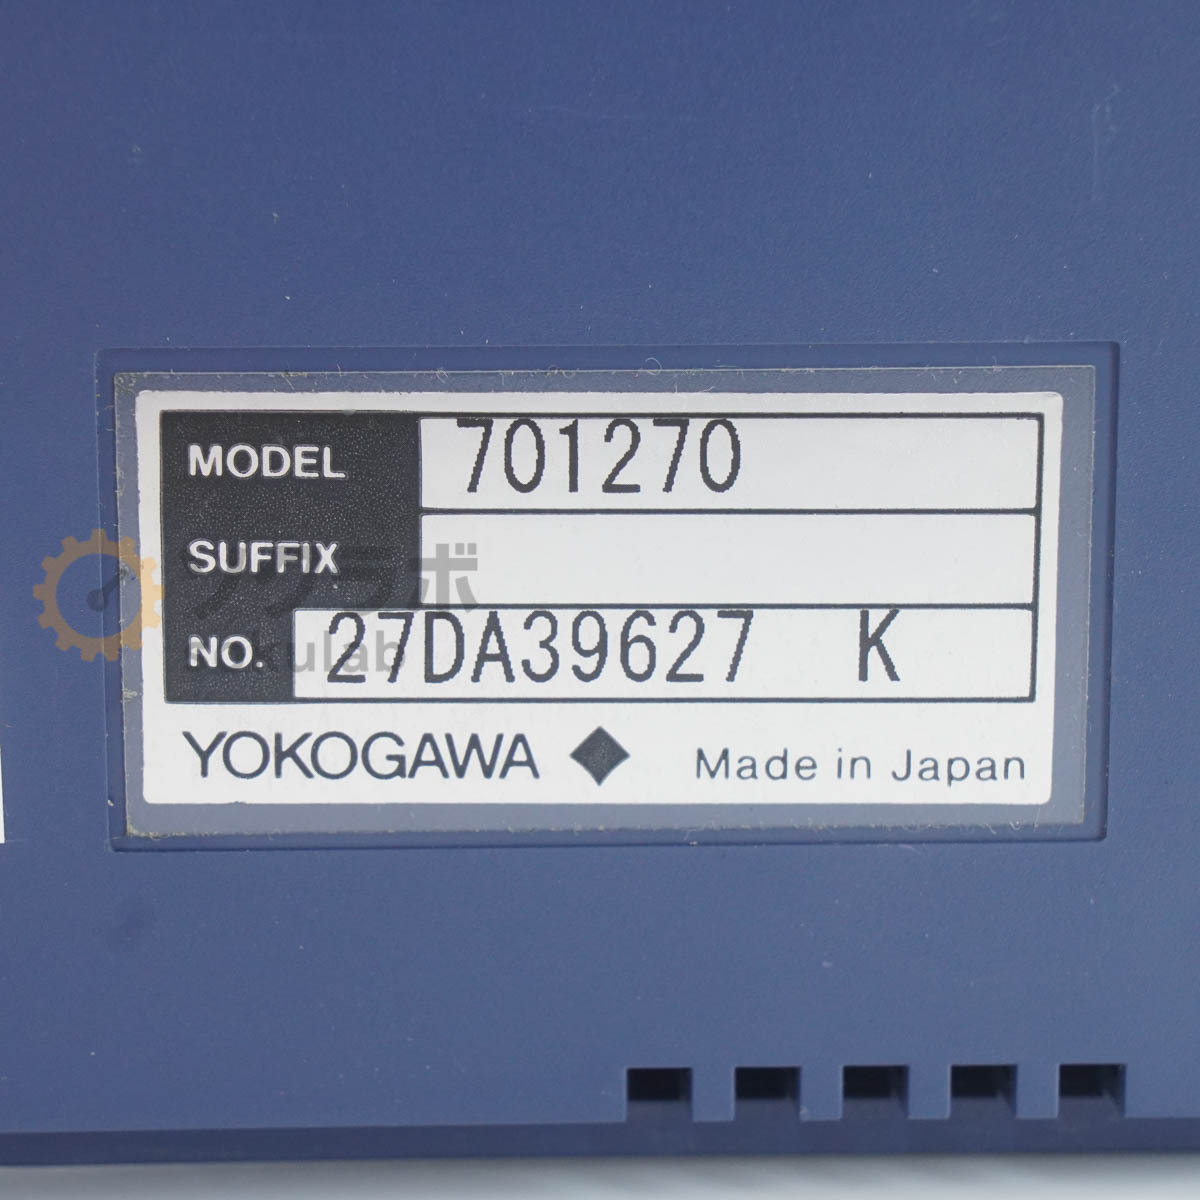 MODEL 701270
SUFFIX
NO. 27DA39627 K
YOKOGAWA Made in Japan